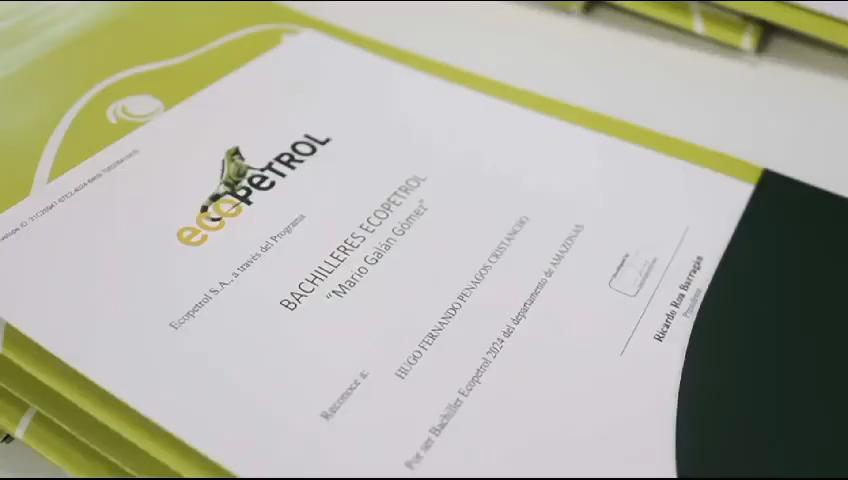 ecopetrol
Ecopetrol S.A., a través del Programa
BACHILLERES ECOPETROL
"Mario Galán Gómez"
Reconoce a:
HUGO FERNANDO PENAGOS CRISTANCHO
Por ser Bachiller Ecopetrol 2024 del departamento de AMAZONAS
Ricardo Roa Barragán
Presidente